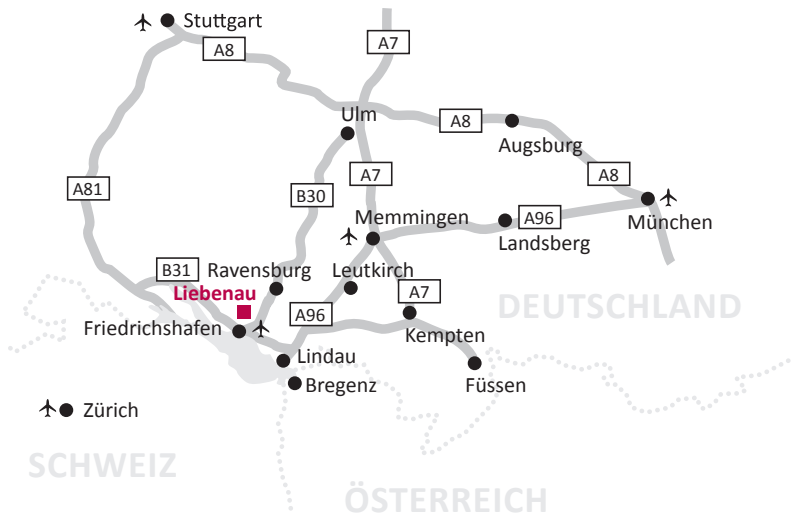 Stuttgart
A7
A8
Ulm
A8
Augsburg
A7
A8
A81
B30
Memmingen
A96
München
Landsberg
B31
Ravensburg
Leutkirch
Liebenau
A7
DEUTSCHLAND
A96
Friedrichshafen
Kempten
Lindau
Bregenz
Füssen
Zürich
SCHWEIZ
ÖSTERREICH